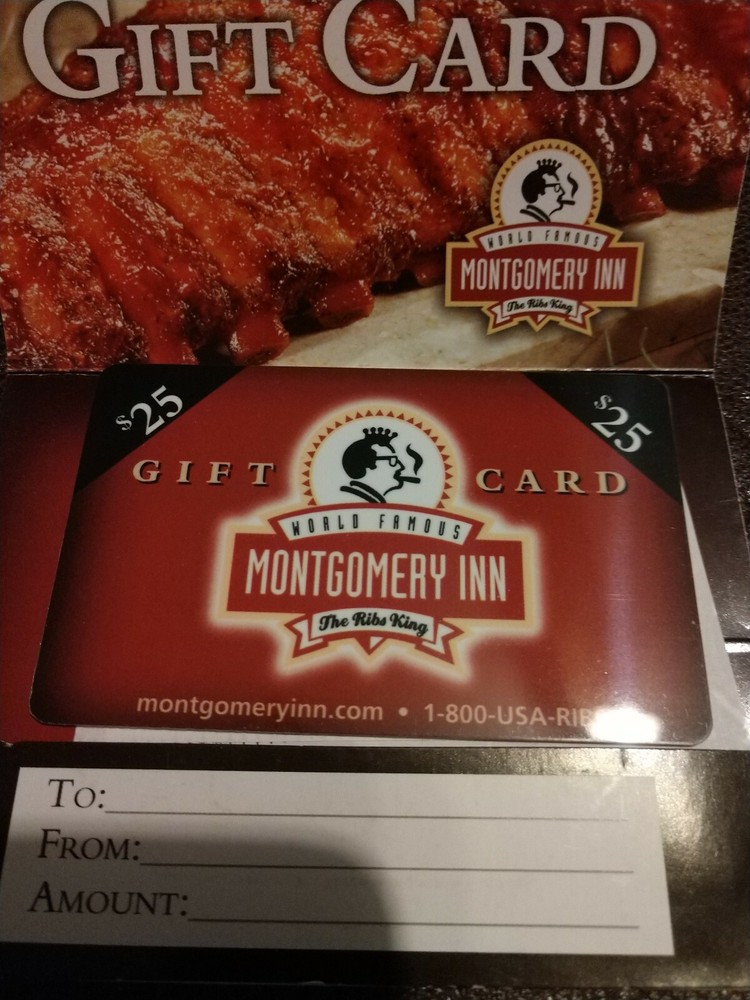 GIFT CARD
WORLD FAMOUS
MONTGOMERY INN
The Ribs King
$25
$25
GIFT CARD
WORLD FAMOUS
MONTGOMERY INN
The Ribs King
montgomeryinn.com • 1-800-USA-RIB
TO:
FROM:
AMOUNT: